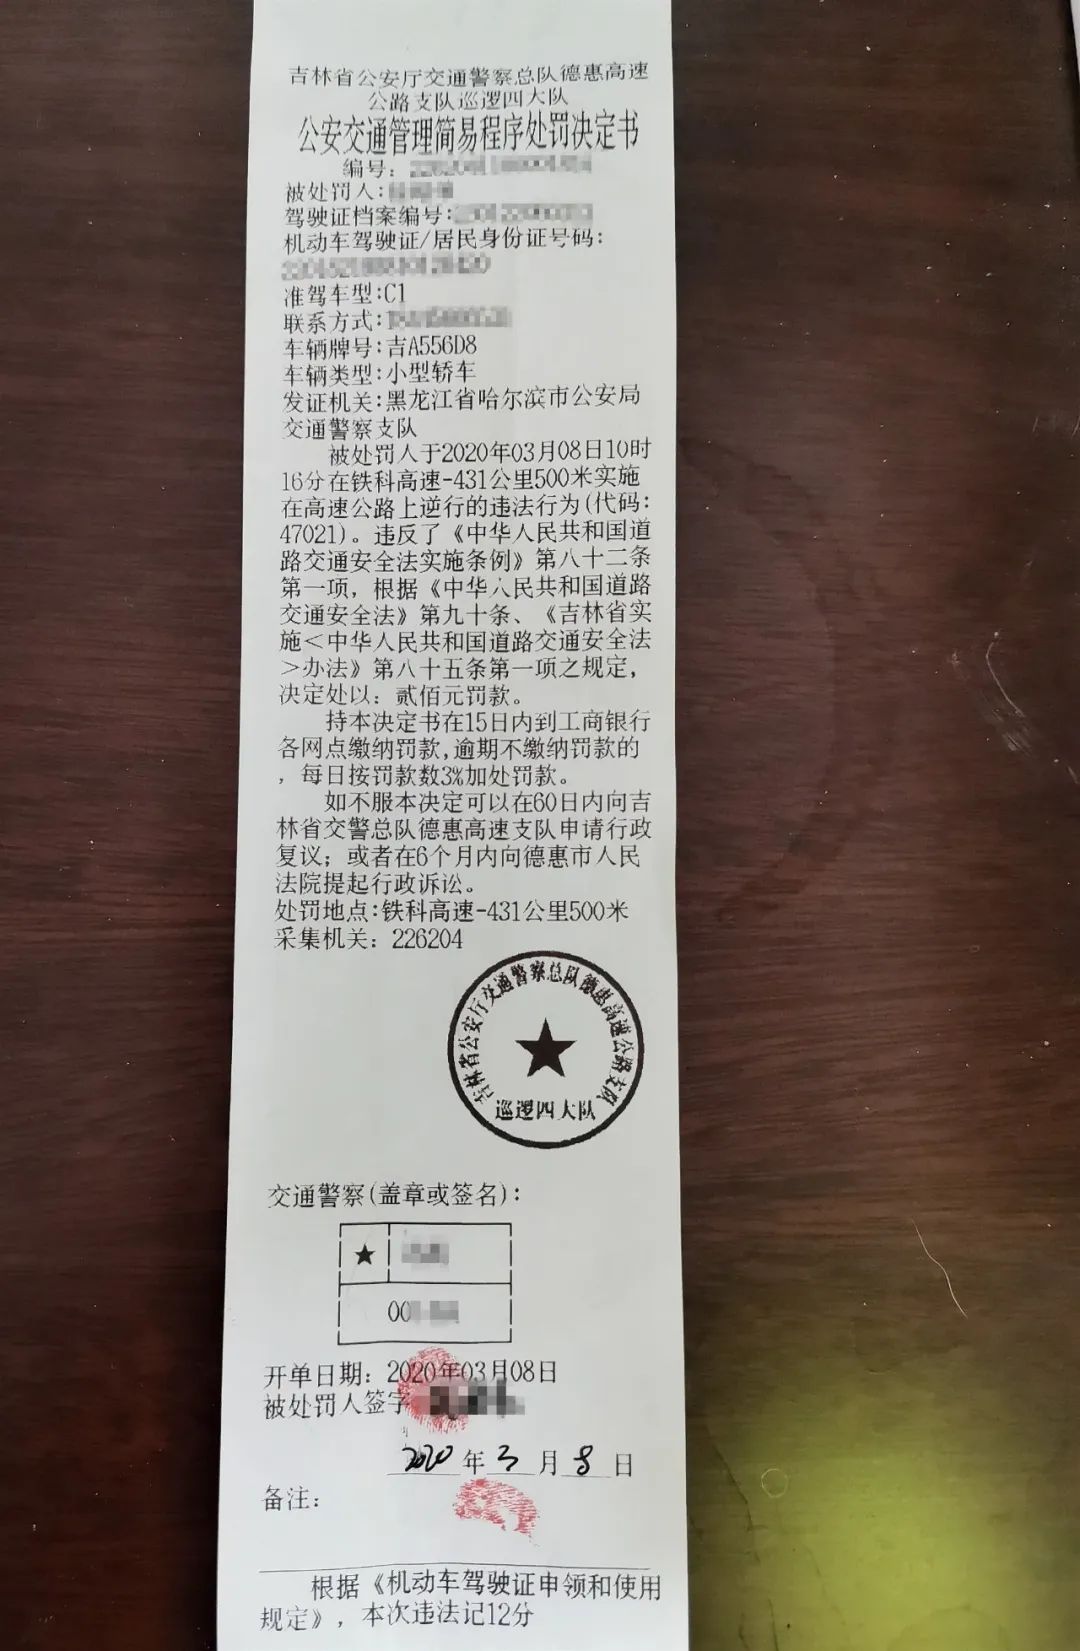 吉林省公安厅交通警察总队德惠高速
公路支队巡逻四大队
公安交通管理简易程序处罚决定书
编号：
被处罚人：
驾驶证档案编号：
机动车驾驶证/居民身份证号码：
准驾车型:C1
联系方式：
车辆牌号:吉A556D8
车辆类型:小型轿车
发证机关:黑龙江省哈尔滨市公安局
交通警察支队
被处罚人于2020年03月08日10时
16分在铁科高速-431公里500米实施
在高速公路上逆行的违法行为(代码：
47021)。违反了《中华人民共和国道
路交通安全法实施条例》第八十二条
第一项，根据《中华人民共和国道路
交通安全法》第九十条、《吉林省实
施＜中华人民共和国道路交通安全法
＞办法》第八十五条第一项之规定，
决定处以：贰佰元罚款。
持本决定书在15日内到工商银行
各网点缴纳罚款,逾期不缴纳罚款的
，每日按罚款数3%加处罚款。
如不服本决定可以在60日内向吉
林省交警总队德惠高速支队申请行政
复议；或者在6个月内向德惠市人民
法院提起行政诉讼。
处罚地点:铁科高速-431公里500米
采集机关：226204
吉林省公安厅交通警察总队德惠高速公路支队
巡逻四大队
交通警察(盖章或签名)：
00
开单日期：2020年03月08日
被处罚人签字
2020年3月8日
备注：
根据《机动车驾驶证申领和使用
规定》，本次违法记12分